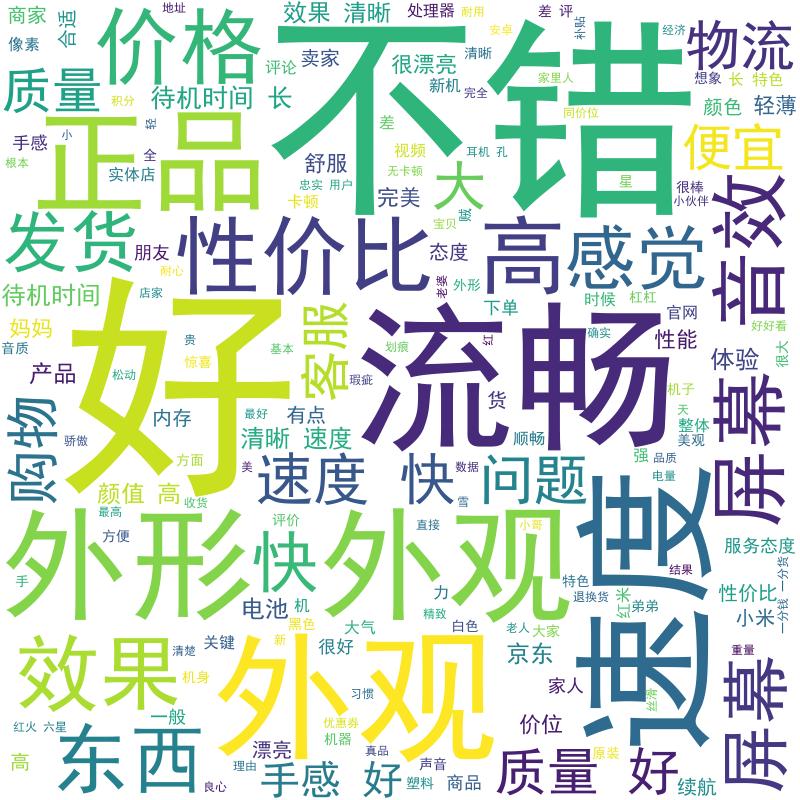 商家
地址
效果 清晰
处理器
耐用
差 评
补贴
经济
像素
合适
价格
不错
物流
评论
卖家
很漂亮
清晰
安卓
新机
完全
家里人
想象
长 特色
质量
待机时间
长
积分
同价位
颜色
轻薄
手感
小
轻
正品
差
视频
耳机 孔
便宜
根本
全
实体店
舒服
无卡顿
大
星
很棒
忠实 用户
卡顿
完美
小伙伴
贼
宝贝
发货
朋友
性价比
态度
高
感觉
音效
耐心
老婆
外形
待机时间
店家
下单
时候
杠杠
官网
妈妈
贵
客服
好
流畅
划痕
红
确实
性能
好好看
音质
惊喜
基本
很大
产品
松动
瑕疵
体验
机子
屏幕
购物
内存
最好
有点
货
天
骄傲
清晰 速度
顺畅
整体
美观
方面
美
速度 快
数据
问题
强
品质
电量
颜值 高
收货
雪
速度
最高
方便
评价
直接
小哥
外形
快
外观
服务态度
结果
一分钱 一分货
手
特色
退换货
红米
性价比
电池
机
力
弟弟
小米
精致
黑色
大气
白色
老人
大家
新
清楚
关键
很好
京东
重量
效果
机身
外观
家人
屏幕
习惯
丝滑
红火 六星
一般
优惠券
价位
机器
东西
漂亮
真品
原装
高
声音
质量 好
良心
理由
手感 好
塑料
商品
续航